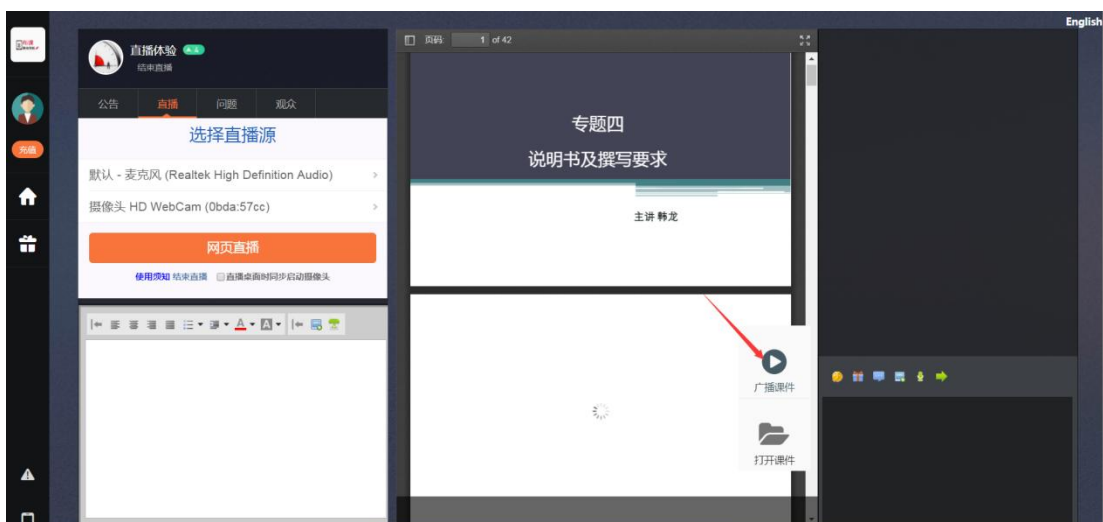 English
直播体验
结束直播
充值
公告 直播 问题 观众
选择直播源
默认 - 麦克风 (Realtek High Definition Audio)
摄像头 HD WebCam (0bda:57cc)
网页直播
使用须知 结束直播 直播桌面时同步启动摄像头
页码: 1 of 42
专题四
说明书及撰写要求
主讲 韩龙
广播课件
打开课件